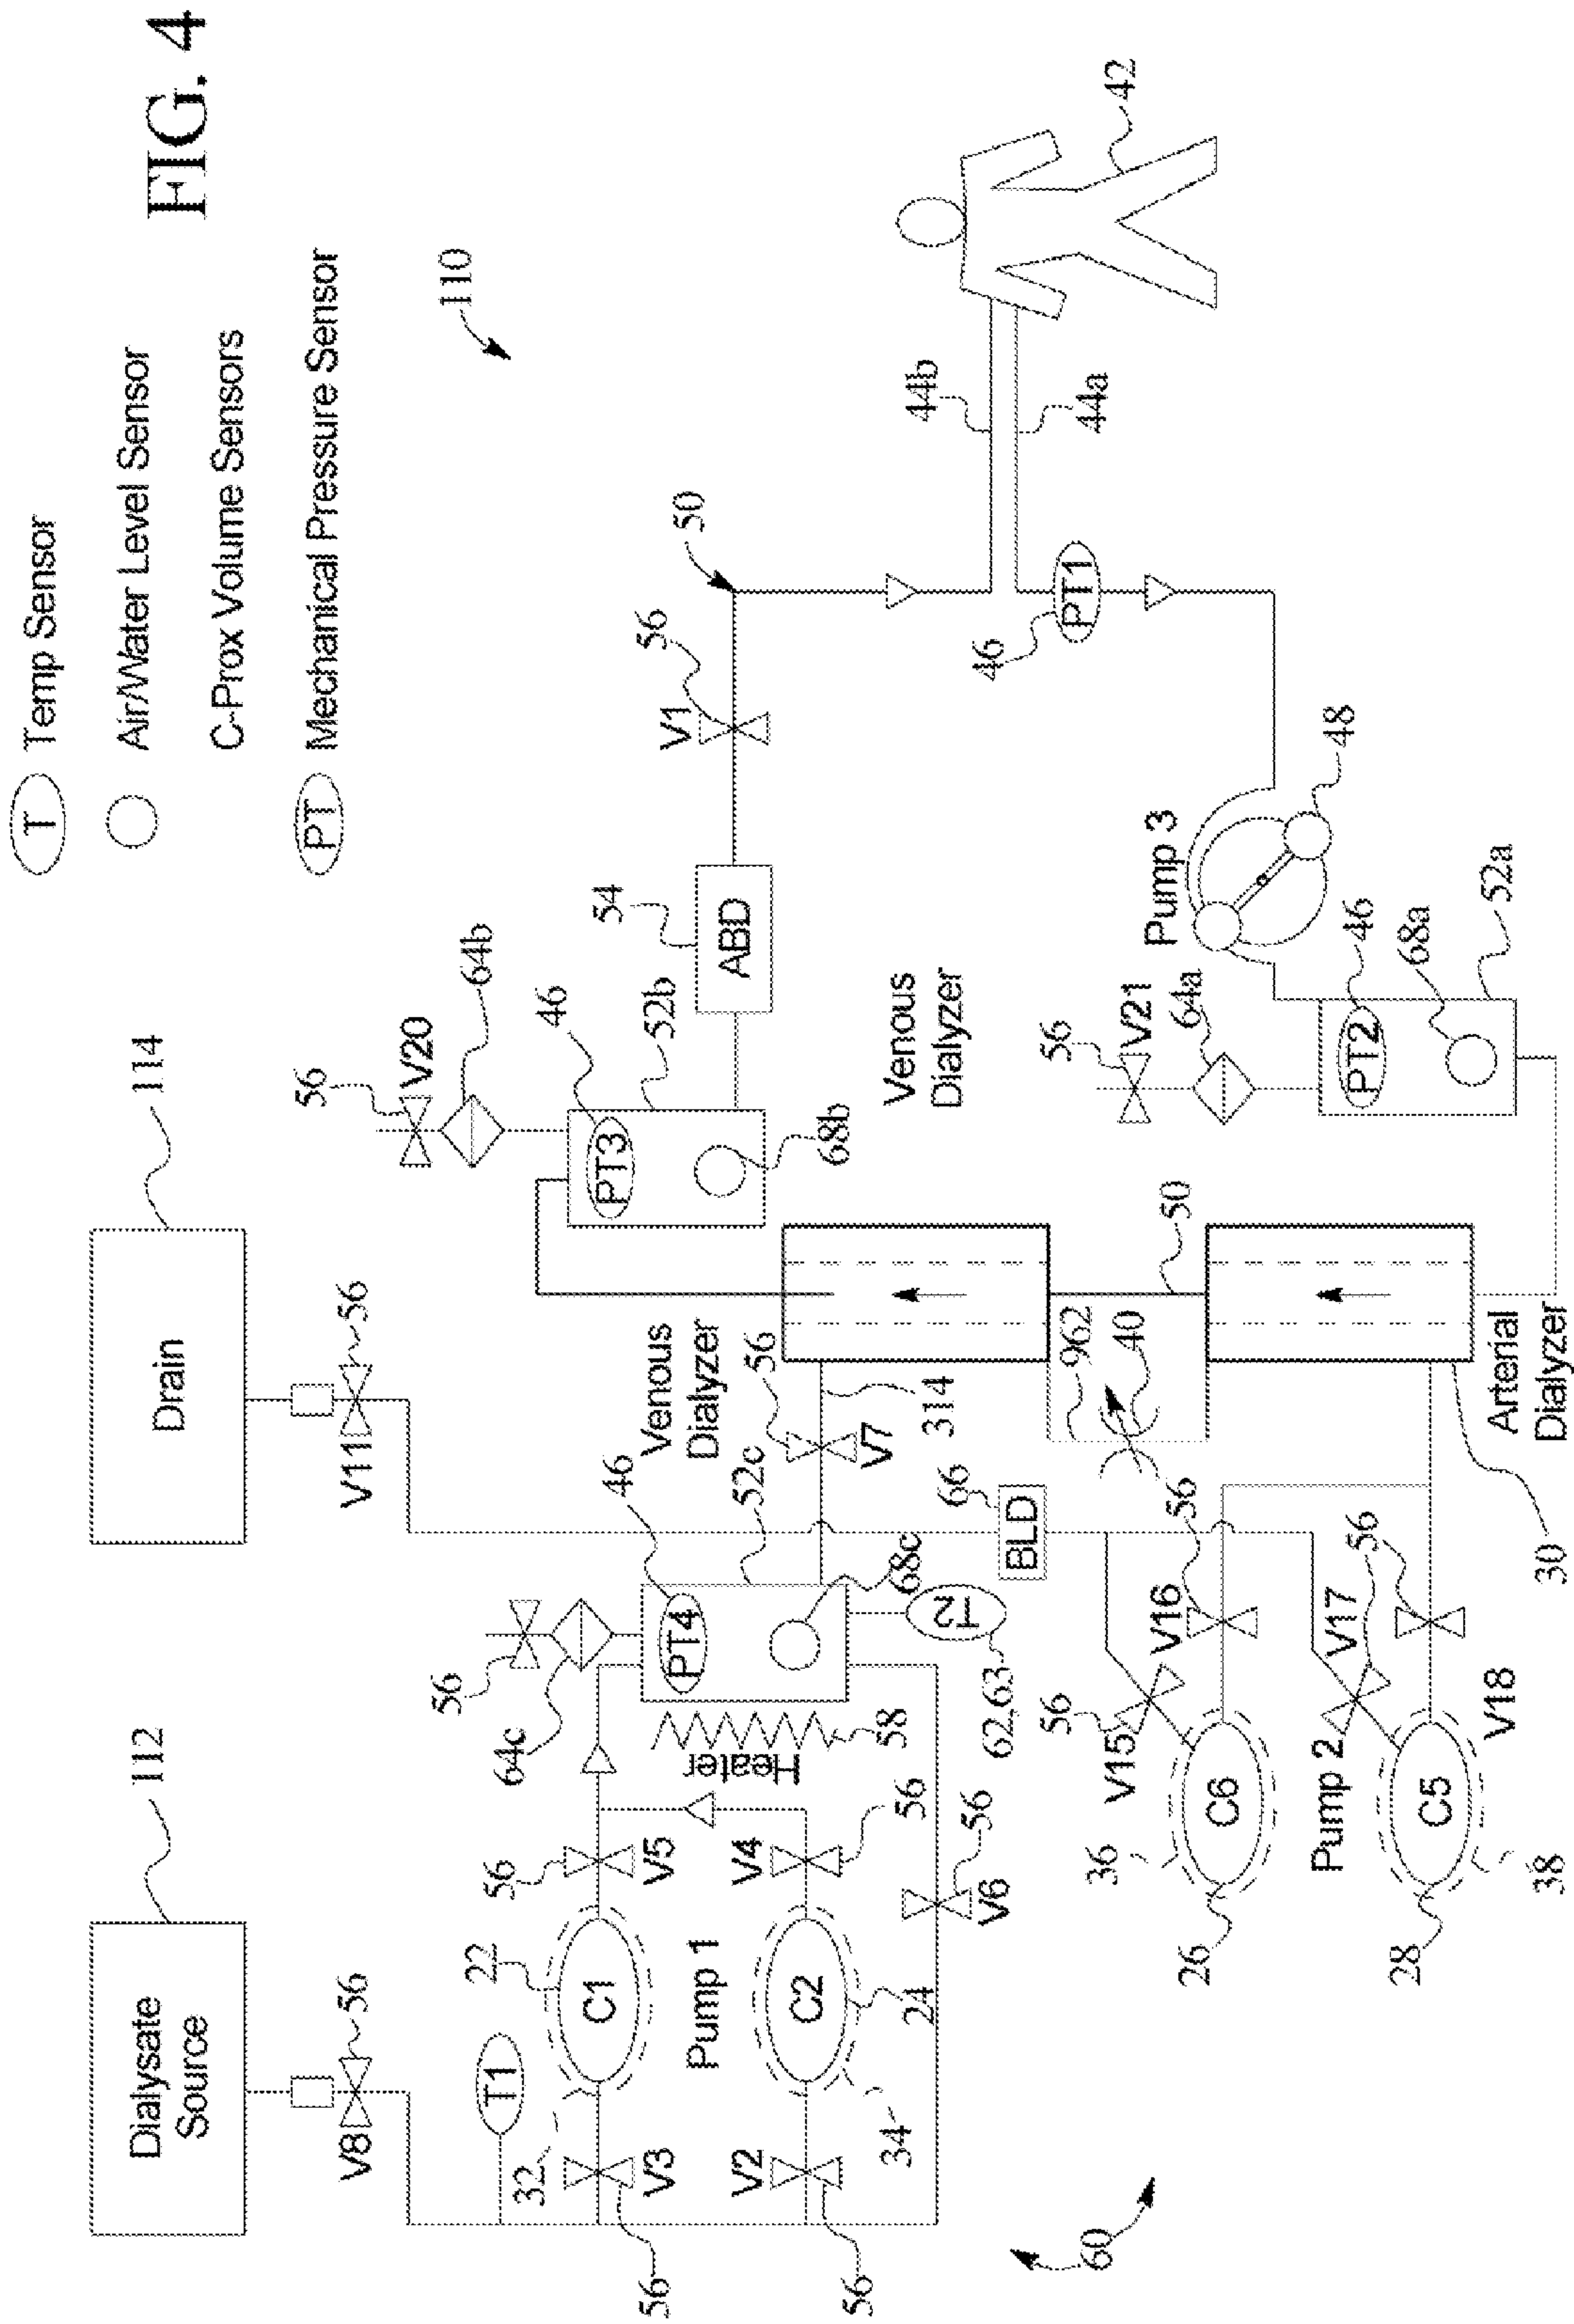 FIG. 4
T Temp Sensor
Air/Water Level Sensor
C-Prox Volume Sensors
PT Mechanical Pressure Sensor
110
112
Dialysate
Source
V8
56
114
Drain
V11
56
T1
32
22
C1
56
V3
56
V5
Pump 1
34
24
C2
56
V2
V4
56
V6
56
60
64c
56
46
PT4
52c
68c
Heater
58
T2
62,63
Venous
Dialyzer
56
V7
314
66
BLD
962
40
50
30
Arterial
Dialyzer
56
V20
64b
46
PT3
52b
68b
54
ABD
V1
56
50
Venous
Dialyzer
44b
44a
42
46
PT1
Pump 3
48
56
V21
64a
46
PT2
68a
52a
36
26
C6
56
V15
V16
56
Pump 2
38
28
C5
V17
56
V18